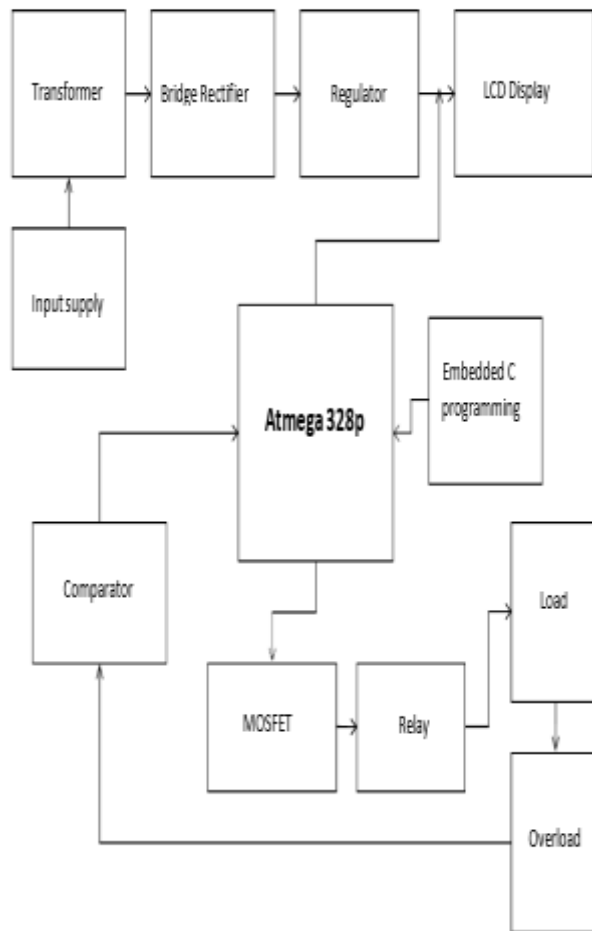 Transformer
Bridge Rectifier
Regulator
LCD Display
Input supply
Atmega 328p
Embedded C
programming
Comparator
Load
MOSFET
Relay
Overload